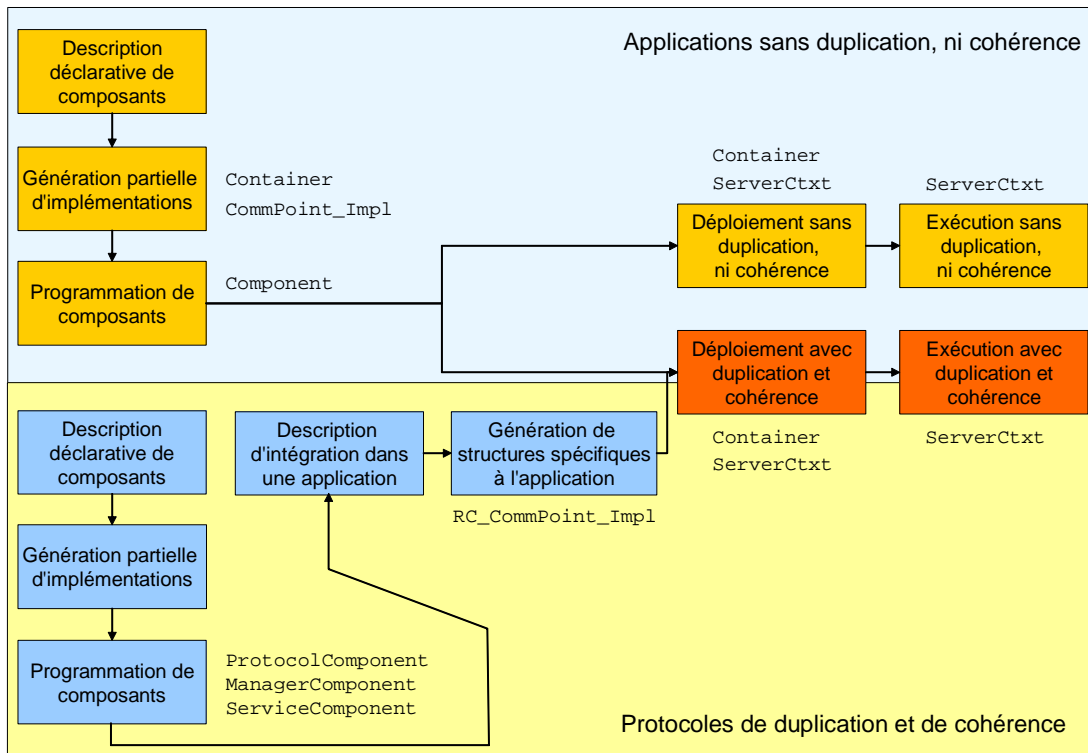 Applications sans duplication, ni cohérence
Description
déclarative de
composants
Génération partielle
d'implémentations
Container
CommPoint_Impl
Programmation de
composants
Component
Container
ServerCtxt
Déploiement sans
duplication,
ni cohérence
ServerCtxt
Exécution sans
duplication,
ni cohérence
Déploiement avec
duplication et
cohérence
Container
ServerCtxt
Exécution avec
duplication et
cohérence
ServerCtxt
Description
déclarative de
composants
Génération partielle
d'implémentations
Programmation de
composants
ProtocolComponent
ManagerComponent
ServiceComponent
Description
d'intégration dans
une application
Génération de
structures spécifiques
à l'application
RC_CommPoint_Impl
Protocoles de duplication et de cohérence